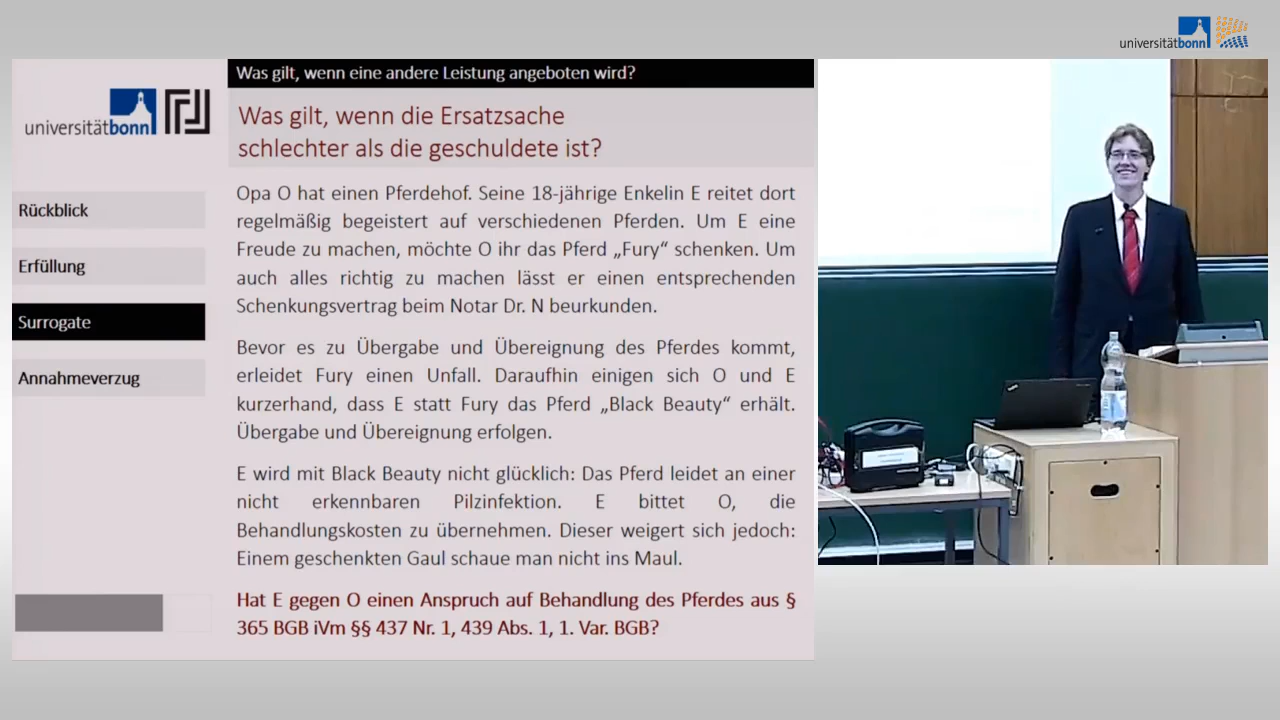 universitätbonn
Was gilt, wenn eine andere Leistung angeboten wird?
universitätbonn
Was gilt, wenn die Ersatzsache
schlechter als die geschuldete ist?
Rückblick
Erfüllung
Surrogate
Annahmeverzug
Opa O hat einen Pferdehof. Seine 18-jährige Enkelin E reitet dort
regelmäßig begeistert auf verschiedenen Pferden. Um E eine
Freude zu machen, möchte O ihr das Pferd „Fury“ schenken. Um
auch alles richtig zu machen lässt er einen entsprechenden
Schenkungsvertrag beim Notar Dr. N beurkunden.
Bevor es zu Übergabe und Übereignung des Pferdes kommt,
erleidet Fury einen Unfall. Daraufhin einigen sich O und E
kurzerhand, dass E statt Fury das Pferd „Black Beauty“ erhält.
Übergabe und Übereignung erfolgen.
E wird mit Black Beauty nicht glücklich: Das Pferd leidet an einer
nicht erkennbaren Pilzinfektion. E bittet O, die
Behandlungskosten zu übernehmen. Dieser weigert sich jedoch:
Einem geschenkten Gaul schaue man nicht ins Maul.
Hat E gegen O einen Anspruch auf Behandlung des Pferdes aus §
365 BGB iVm §§ 437 Nr. 1, 439 Abs. 1, 1. Var. BGB?